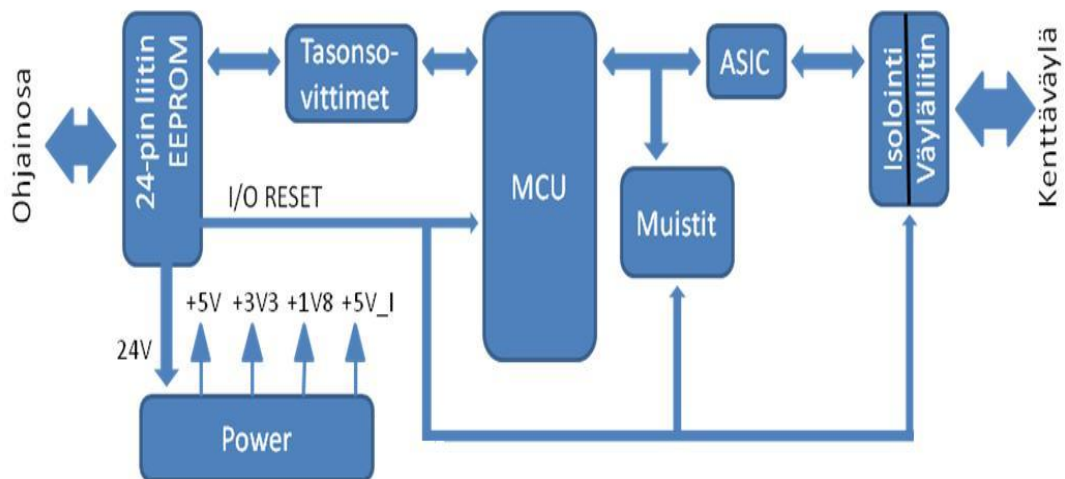 Ohjainosa
24-pin liitin
EEPROM
Tasonso-
vittimet
MCU
ASIC
Isolointi
Väyläliitin
Kenttäväylä
I/O RESET
Muistit
+5V +3V3 +1V8 +5V_I
24V
Power